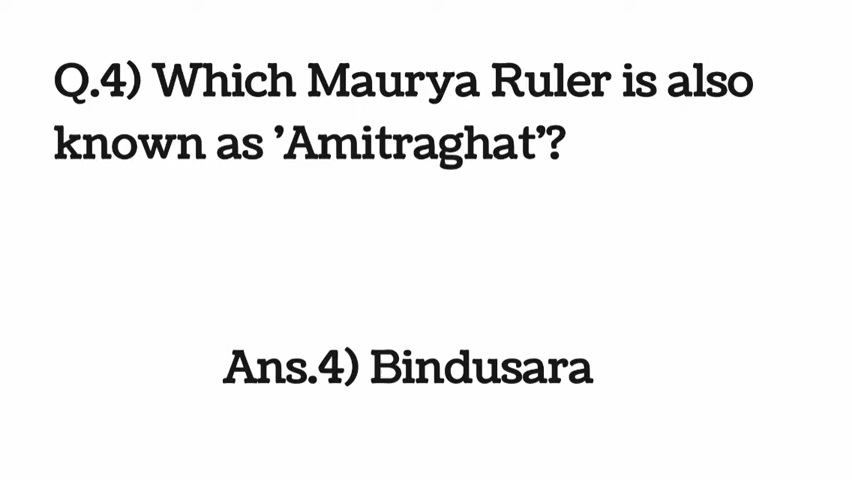 Q.4) Which Maurya Ruler is also
known as ’Amitraghat’?
Ans.4) Bindusara